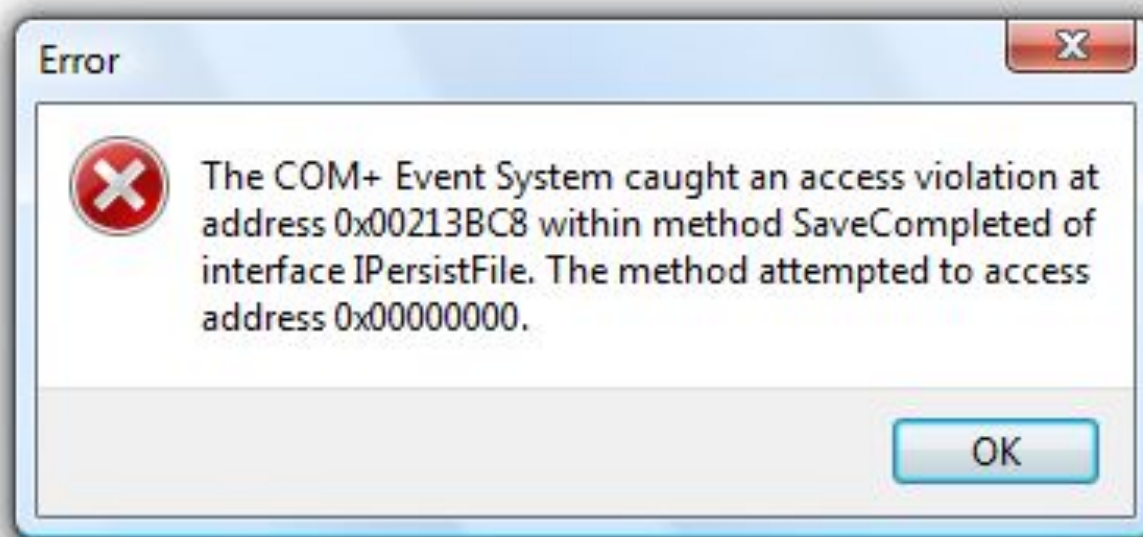 Error
The COM+ Event System caught an access violation at
address 0x00213BC8 within method SaveCompleted of
interface IPersistFile. The method attempted to access
address 0x00000000.
OK